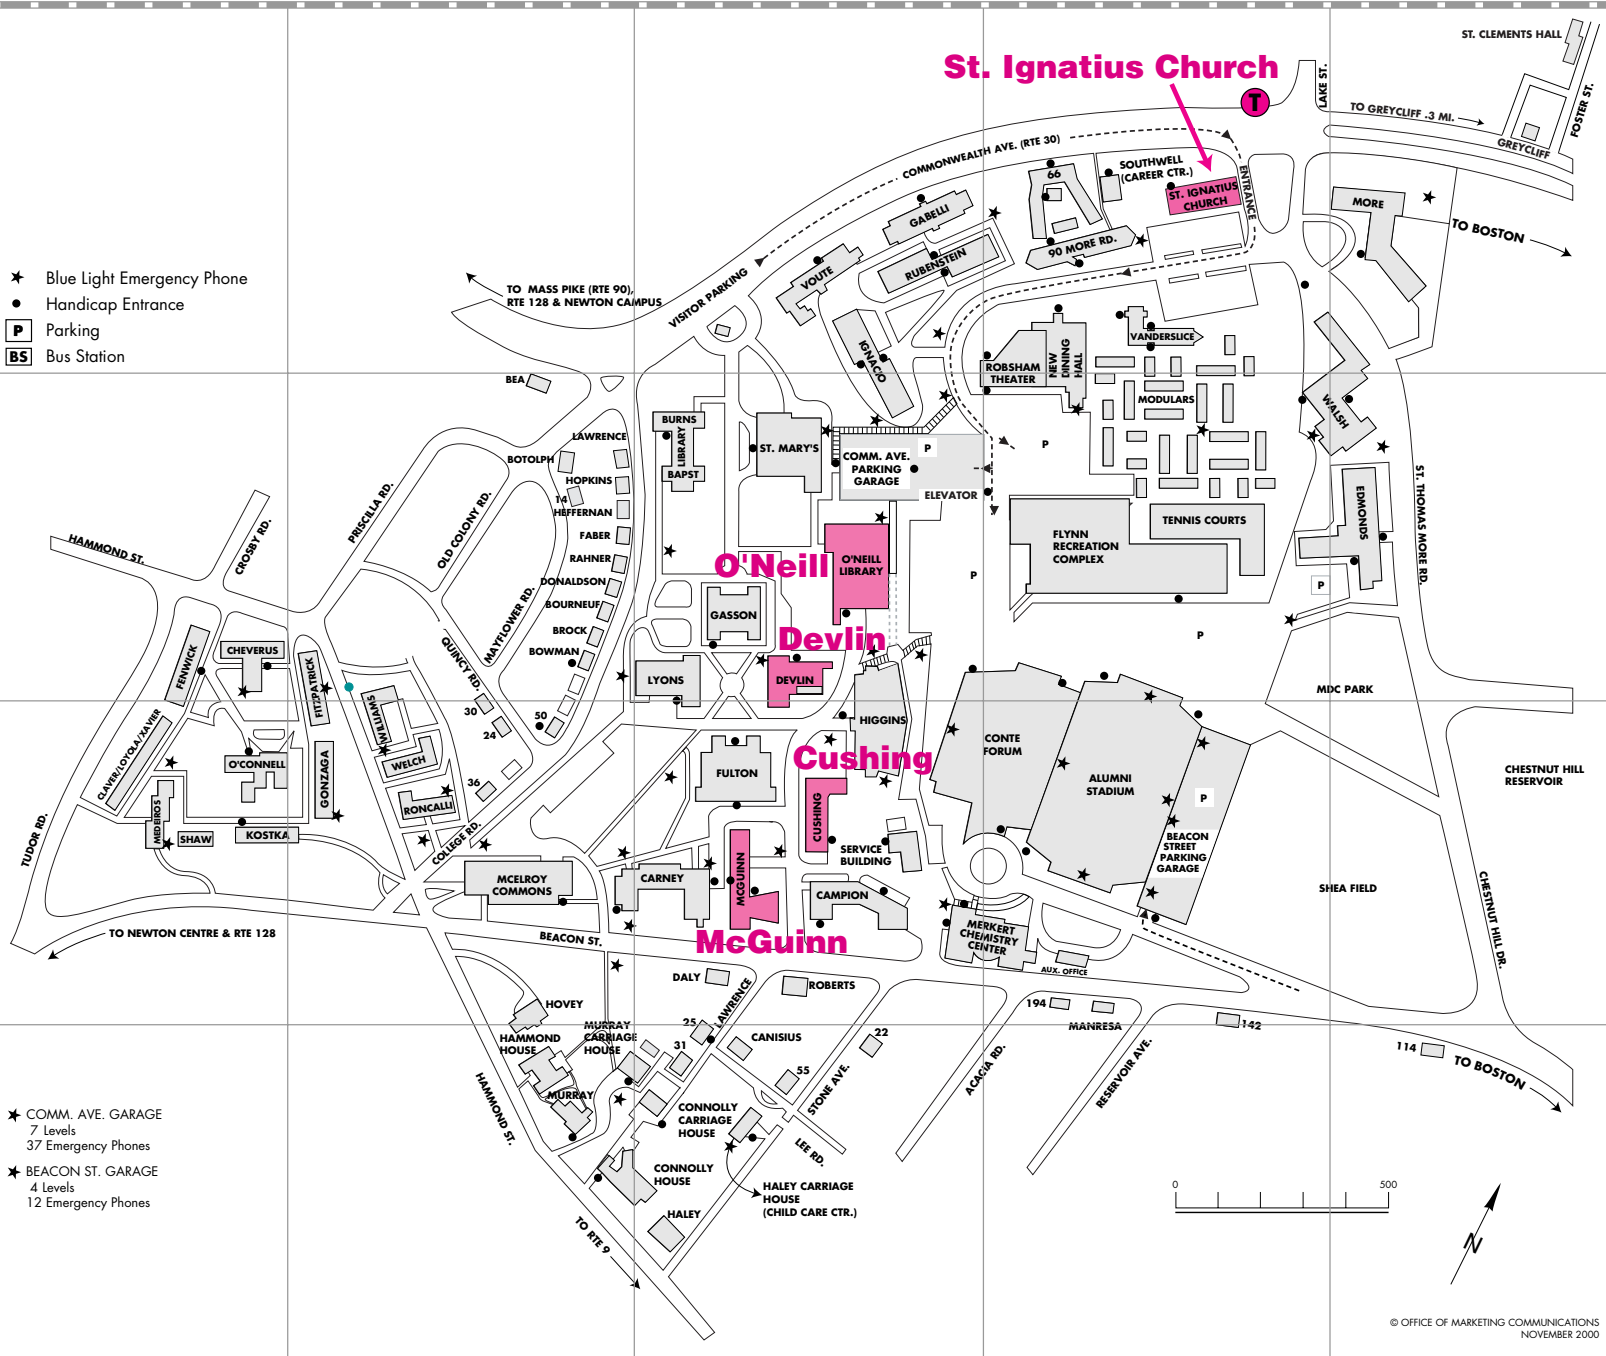 St. Ignatius Church
T
LAKE ST.
ST. CLEMENTS HALL
FOSTER ST.
TO GREYCLIFF .3 MI.
GREYCLIFF
COMMONWEALTH AVE. (RTE 30)
66
SOUTHWELL
(CAREER CTR.)
ST. IGNATIUS
CHURCH
ENTRANCE
MORE
TO BOSTON
GABELLI
90 MORE RD.
RUBENSTEIN
VOUTE
VISITOR PARKING
TO MASS PIKE (RTE 90),
RTE 128 & NEWTON CAMPUS
Blue Light Emergency Phone
Handicap Entrance
P Parking
BS Bus Station
IGNACIO
ROBSHAM
THEATER
NEW
DINING
HALL
VANDERSLICE
MODULARS
WALSH
BEA
BURNS
LIBRARY
BAPST
ST. MARY'S
COMM. AVE.
PARKING
GARAGE
P
ELEVATOR
P
LAWRENCE
BOTOLPH
HOPKINS
14
HEFFERNAN
FABER
RAHNER
DONALDSON
BOURNEUF
BROCK
BOWMAN
PRISCILLA RD.
OLD COLONY RD.
MAYFLOWER RD.
QUINCY RD.
HAMMOND ST.
CROSBY RD.
O'Neill
O'NEILL
LIBRARY
P
FLYNN
RECREATION
COMPLEX
TENNIS COURTS
EDMONDS
P
ST. THOMAS MORE RD.
P
GASSON
Devlin
DEVLIN
LYONS
HIGGINS
FENWICK
CHEVERUS
FITZPATRICK
WILLIAMS
WELCH
RONCALLI
CLAVER/LOYOLA/XAVIER
O'CONNELL
GONZAGA
MEDEIROS
SHAW
KOSTKA
30
24
50
36
COLLEGE RD.
TUDOR RD.
FULTON
Cushing
CUSHING
CONTE
FORUM
ALUMNI
STADIUM
P
BEACON
STREET
PARKING
GARAGE
MDC PARK
CHESTNUT HILL
RESERVOIR
SHEA FIELD
CHESTNUT HILL DR.
SERVICE
BUILDING
MCELROY
COMMONS
CARNEY
MCGUINN
CAMPION
MERKERT
CHEMISTRY
CENTER
McGuinn
TO NEWTON CENTRE & RTE 128
BEACON ST.
AUX. OFFICE
DALY
LAWRENCE
ROBERTS
HOVEY
HAMMOND
HOUSE
MURRAY
CARRIAGE
HOUSE
25
31
CANISIUS
22
55
194
MANRESA
142
114
TO BOSTON
STONE AVE.
ACACIA RD.
RESERVOIR AVE.
HAMMOND ST.
MURRAY
CONNOLLY
CARRIAGE
HOUSE
LEE RD.
CONNOLLY
HOUSE
HALEY CARRIAGE
HOUSE
(CHILD CARE CTR.)
HALEY
TO RTE 9
COMM. AVE. GARAGE
7 Levels
37 Emergency Phones
BEACON ST. GARAGE
4 Levels
12 Emergency Phones
0 500
N
© OFFICE OF MARKETING COMMUNICATIONS
NOVEMBER 2000